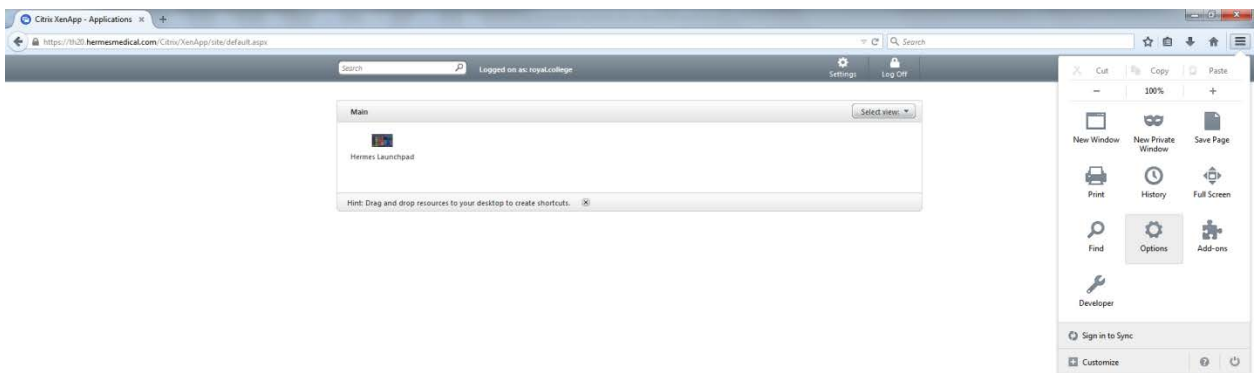 Citrix XenApp - Applications × +
https://th20.hermesmedical.com/Citrix/XenApp/site/default.aspx
Search
Search
Logged on as: royal.college
Settings
Log Off
Main
Select view:
Hermes Launchpad
Hint: Drag and drop resources to your desktop to create shortcuts.
Cut Copy Paste
− 100% +
New Window
New Private
Window
Save Page
Print
History
Full Screen
Find
Options
Add-ons
Developer
Sign in to Sync
Customize